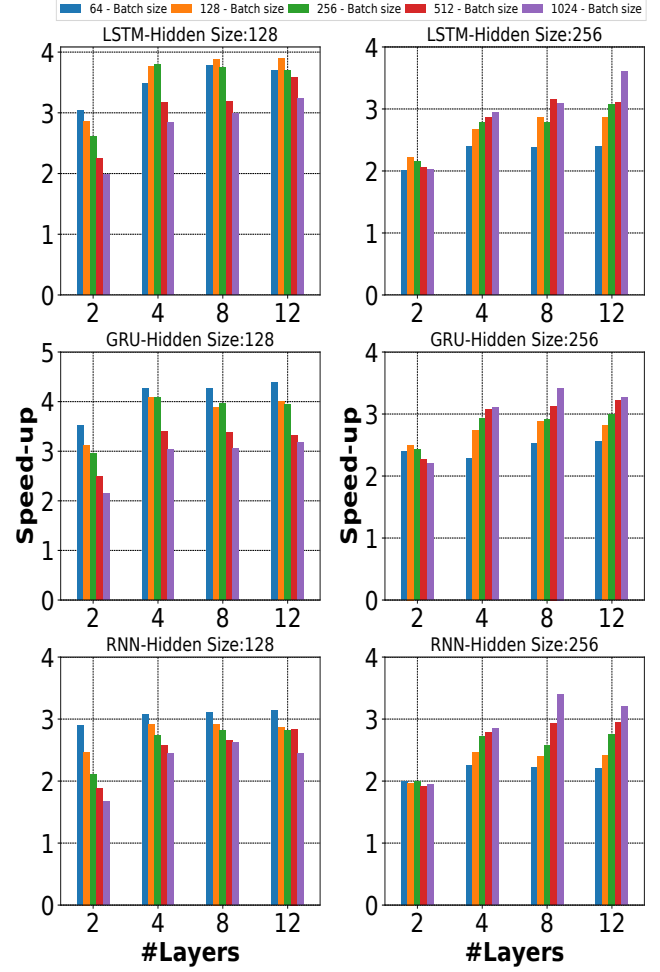 64 - Batch size 128 - Batch size 256 - Batch size 512 - Batch size 1024 - Batch size
LSTM-Hidden Size:128
4
3
2
1
0
2 4 8 12
LSTM-Hidden Size:256
4
3
2
1
0
2 4 8 12
GRU-Hidden Size:128
Speed-up
5
4
3
2
1
0
2 4 8 12
GRU-Hidden Size:256
Speed-up
4
3
2
1
0
2 4 8 12
RNN-Hidden Size:128
4
3
2
1
0
2 4 8 12
#Layers
RNN-Hidden Size:256
4
3
2
1
0
2 4 8 12
#Layers